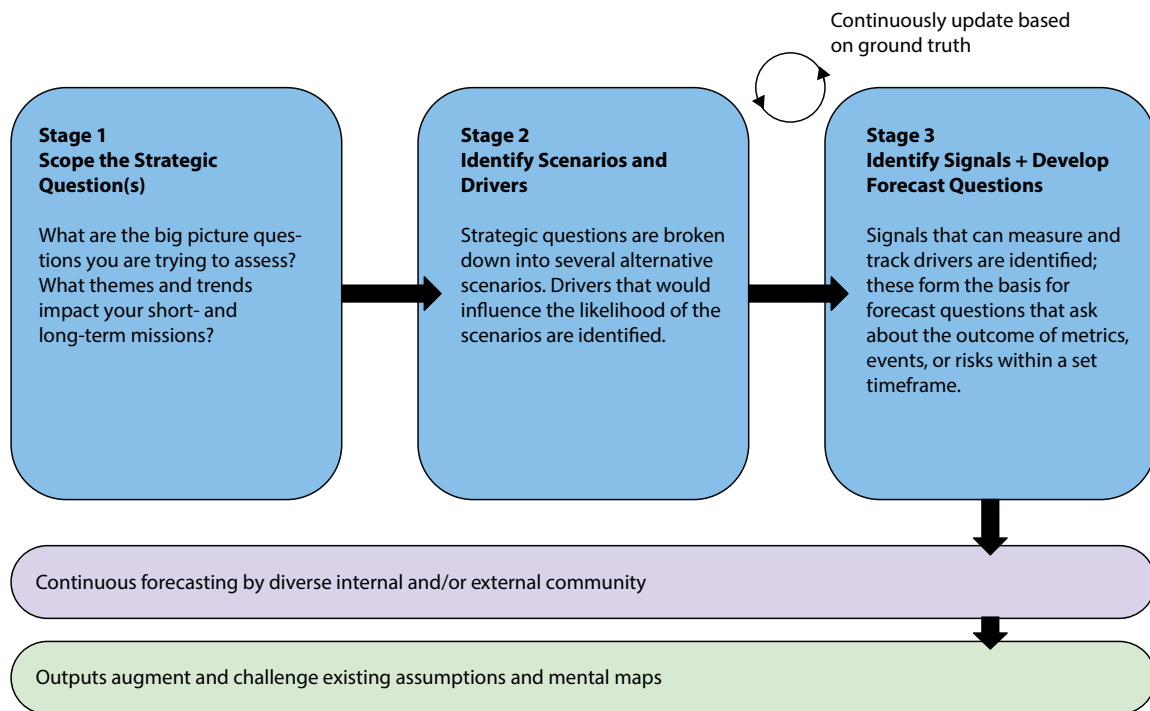 Continuously update based
on ground truth
Stage 1
Scope the Strategic
Question(s)
What are the big picture ques-
tions you are trying to assess?
What themes and trends
impact your short- and
long-term missions?
Stage 2
Identify Scenarios and
Drivers
Strategic questions are broken
down into several alternative
scenarios. Drivers that would
influence the likelihood of the
scenarios are identified.
Stage 3
Identify Signals + Develop
Forecast Questions
Signals that can measure and
track drivers are identified;
these form the basis for
forecast questions that ask
about the outcome of metrics,
events, or risks within a set
timeframe.
Continuous forecasting by diverse internal and/or external community
Outputs augment and challenge existing assumptions and mental maps